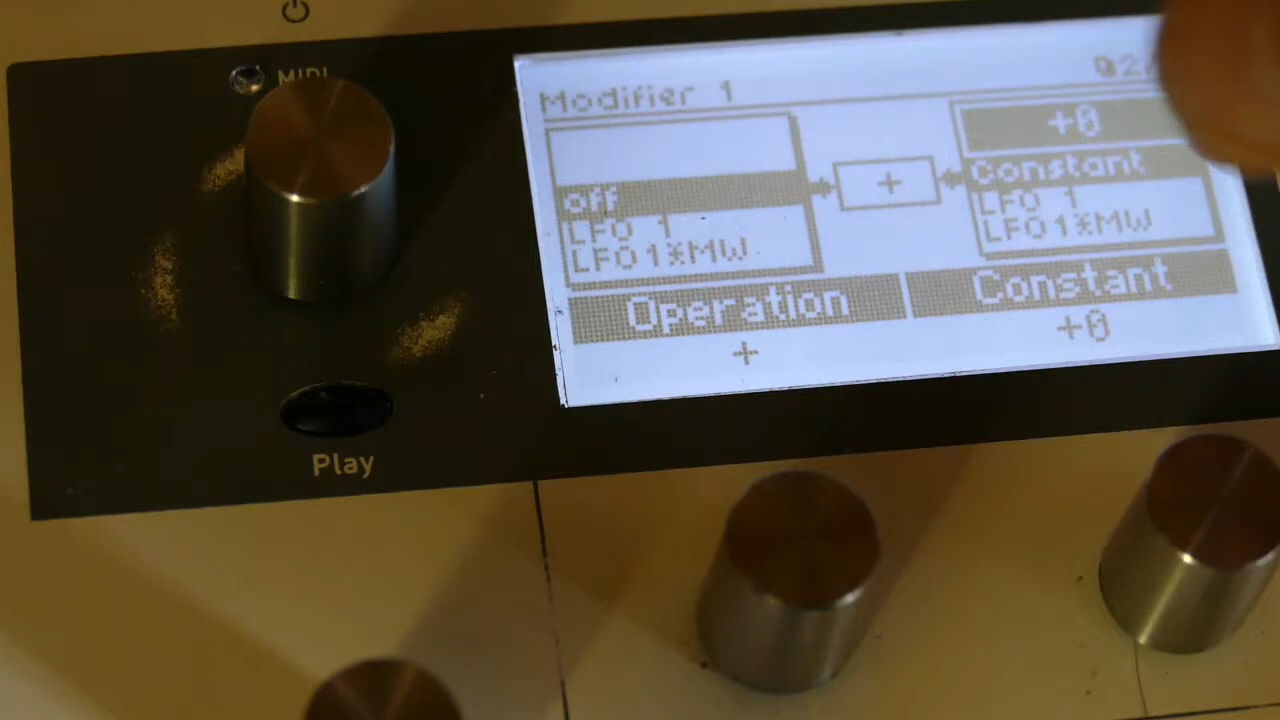 MIDI
Modifier 1
+0
off
constant
+
LFO 1
LFO 1
LFO1*MW
LFO1*MW
Operation
Constant
+
+0
Play